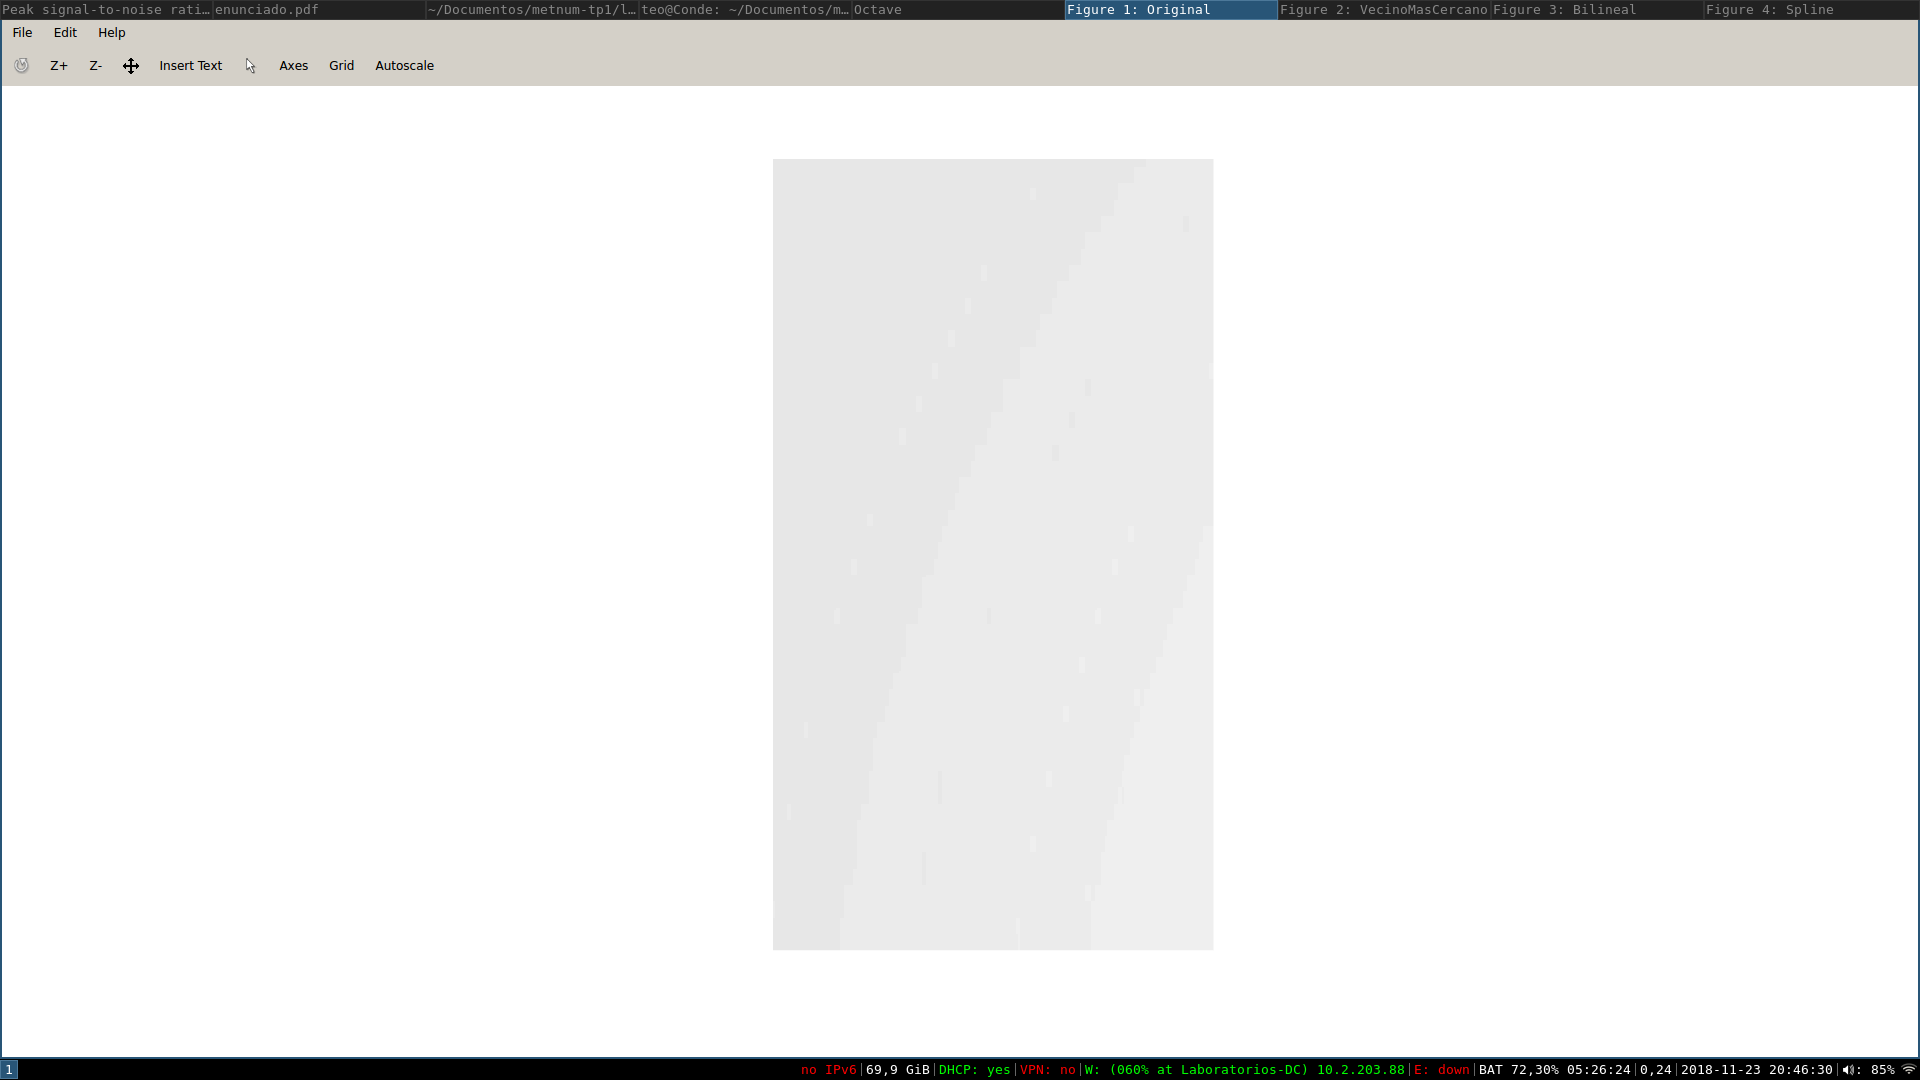 Peak signal-to-noise rati… enunciado.pdf ~/Documentos/metnum-tp1/l… teo@Conde: ~/Documentos/m… Octave Figure 1: Original Figure 2: VecinoMasCercano Figure 3: Bilineal Figure 4: Spline
File Edit Help
Z+ Z- Insert Text Axes Grid Autoscale
1 no IPv6|69,9 GiB|DHCP: yes|VPN: no|W: (060% at Laboratorios-DC) 10.2.203.88|E: down|BAT 72,30% 05:26:24|0,24|2018-11-23 20:46:30|: 85%